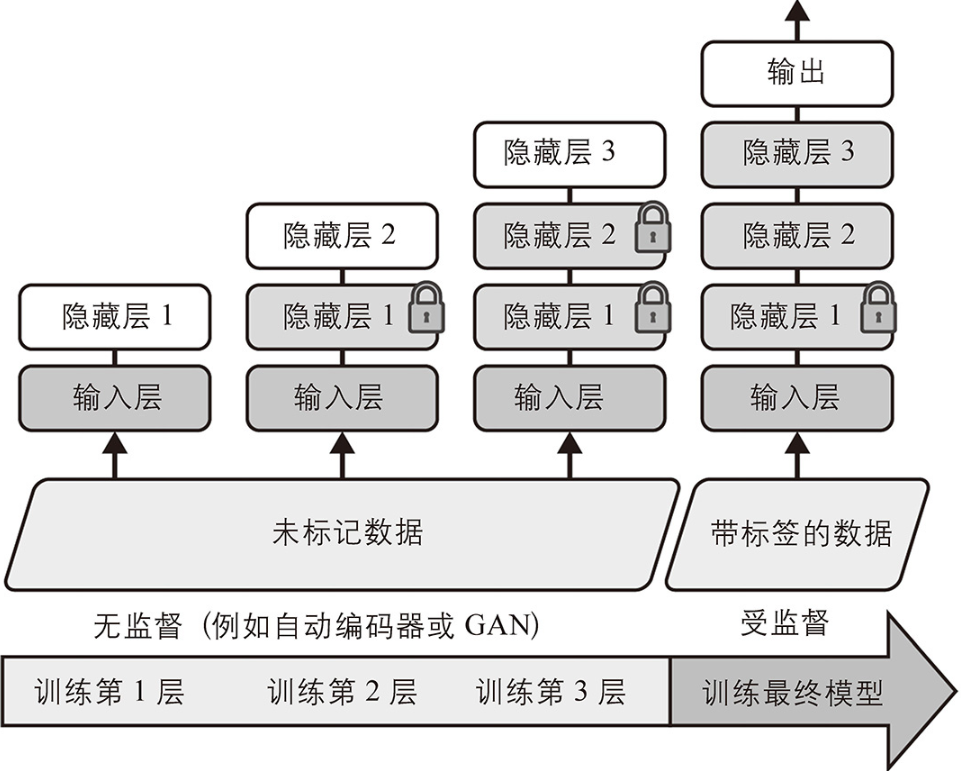 输出
隐藏层 3
隐藏层 3
隐藏层 2
隐藏层 2
隐藏层 2
隐藏层 1
隐藏层 1
隐藏层 1
隐藏层 1
输入层
输入层
输入层
输入层
未标记数据
带标签的数据
无监督 (例如自动编码器或 GAN)
受监督
训练第 1 层
训练第 2 层
训练第 3 层
训练最终模型